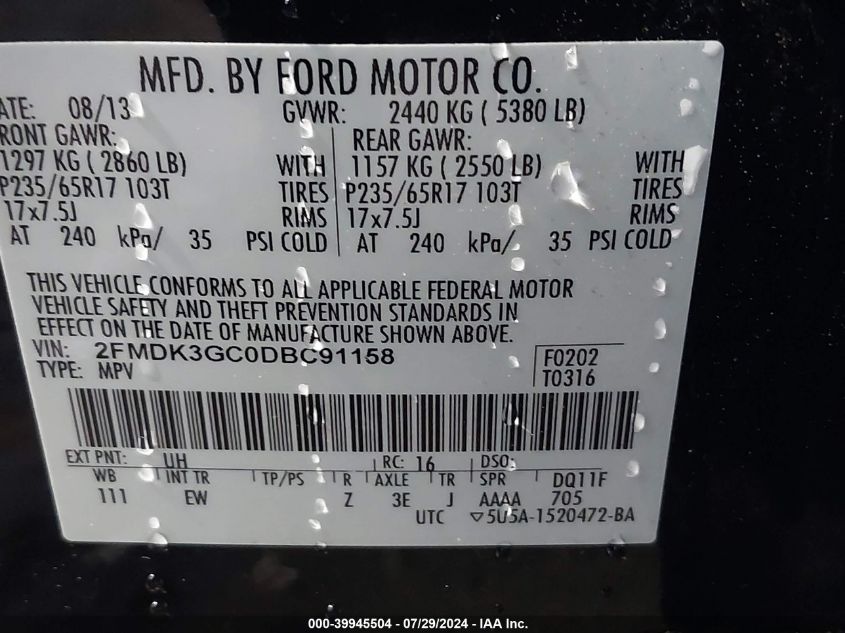 MFD. BY FORD MOTOR CO.
ATE: 08/13 GVWR: 2440 KG ( 5380 LB)
RONT GAWR: REAR GAWR:
1297 KG ( 2860 LB) WITH 1157 KG ( 2550 LB) WITH
P235/65R17 103T TIRES P235/65R17 103T TIRES
17x7.5J RIMS 17x7.5J RIMS
AT 240 kPa/ 35 PSI COLD AT 240 kPa/ 35 PSI COLD
THIS VEHICLE CONFORMS TO ALL APPLICABLE FEDERAL MOTOR
VEHICLE SAFETY AND THEFT PREVENTION STANDARDS IN
EFFECT ON THE DATE OF MANUFACTURE SHOWN ABOVE.
VIN: 2FMDK3GC0DBC91158 F0202
TYPE: MPV T0316
EXT PNT: UH RC: 16 DSO:
WB INT TR TP/PS R AXLE TR SPR DQ11F
111 EW Z 3E J AAAA 705
UTC ▽5U5A-1520472-BA
000-39945504 - 07/29/2024 - IAA Inc.